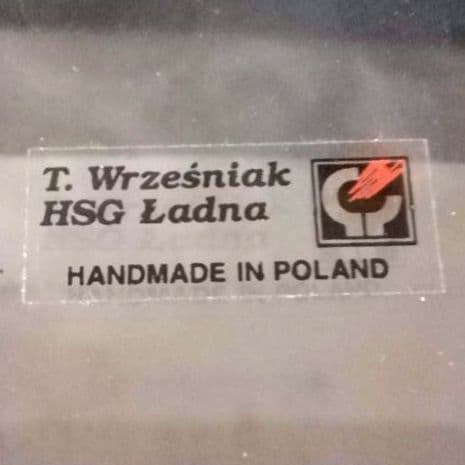 T. Wrześniak
HSG Ładna
HANDMADE IN POLAND